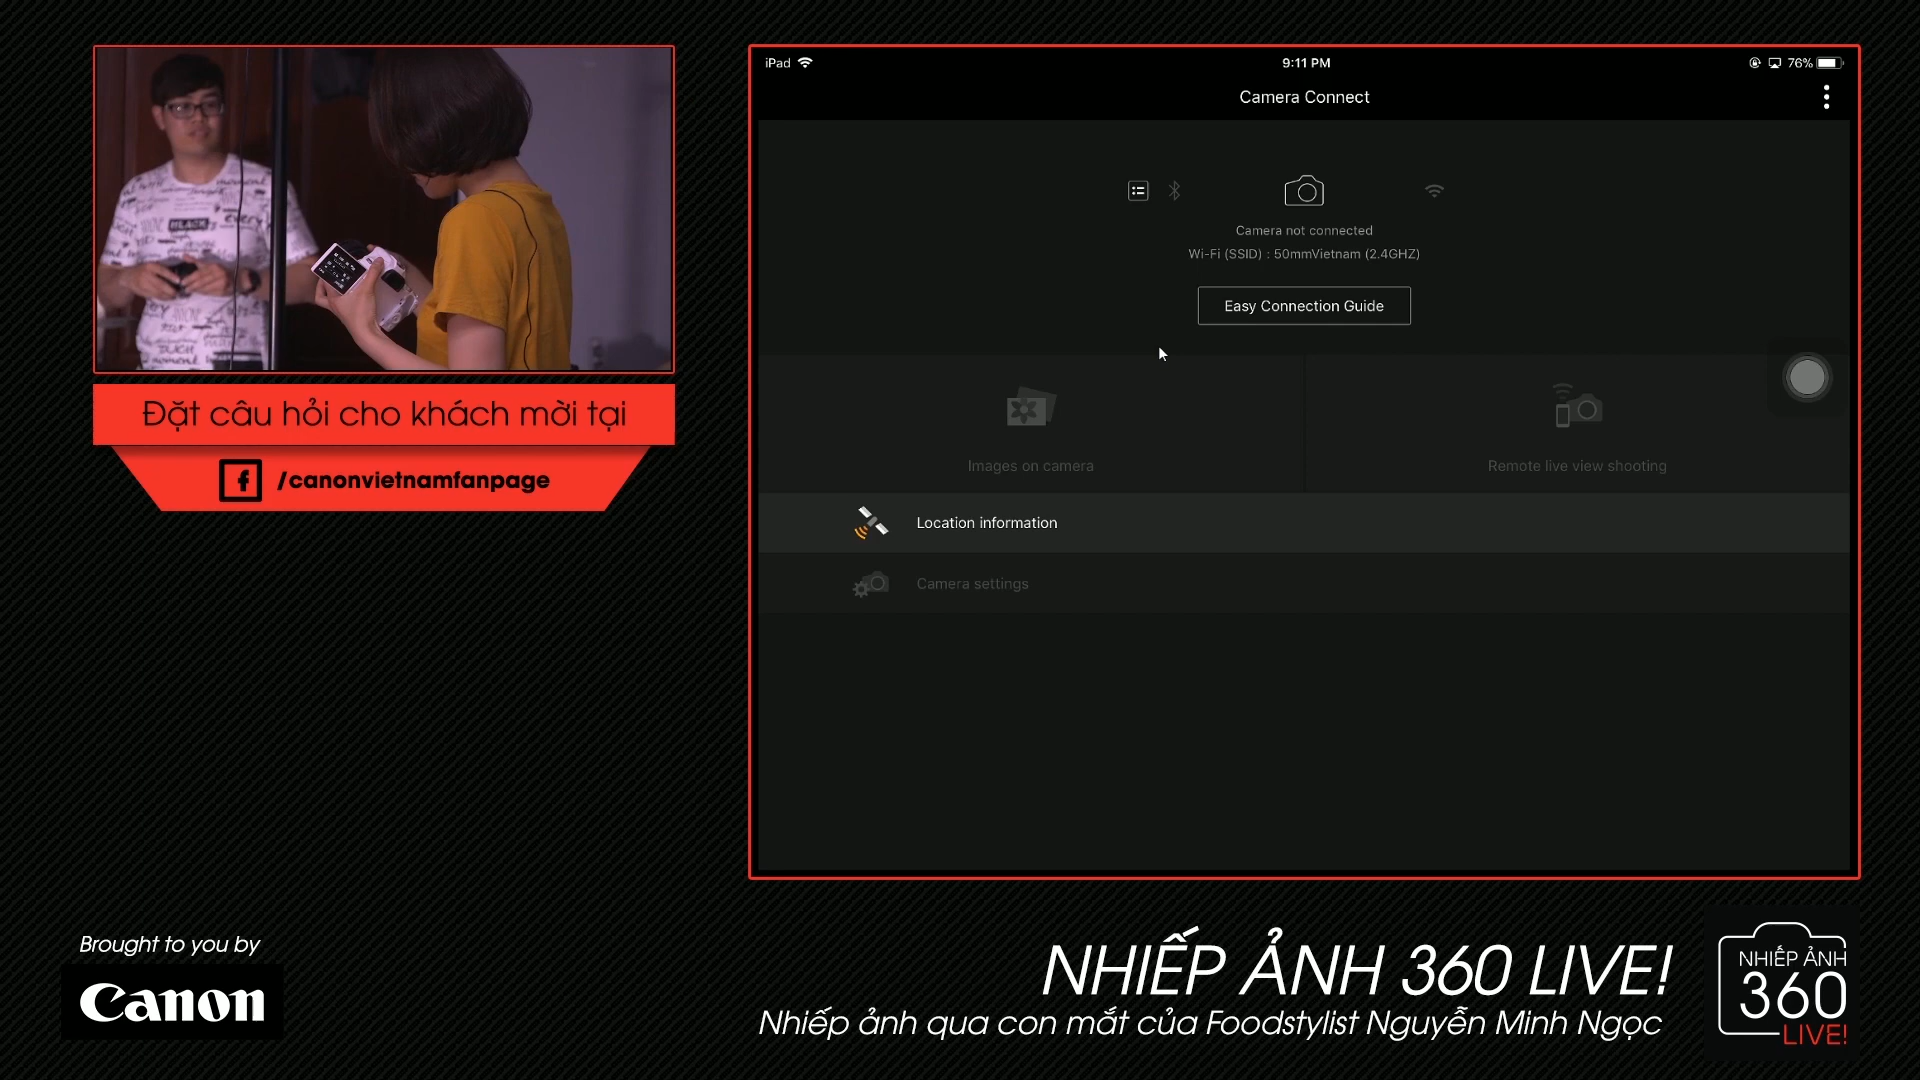 iPad
9:11 PM
76%
Camera Connect
Camera not connected
Wi-Fi (SSID) : 50mmVietnam (2.4GHZ)
Easy Connection Guide
Images on camera
Remote live view shooting
Location information
Camera settings
Đặt câu hỏi cho khách mời tại
f /canonvietnamfanpage
Brought to you by
Canon
NHIẾP ẢNH 360 LIVE!
Nhiếp ảnh qua con mắt của Foodstylist Nguyễn Minh Ngọc
NHIẾP ẢNH
360
LIVE!